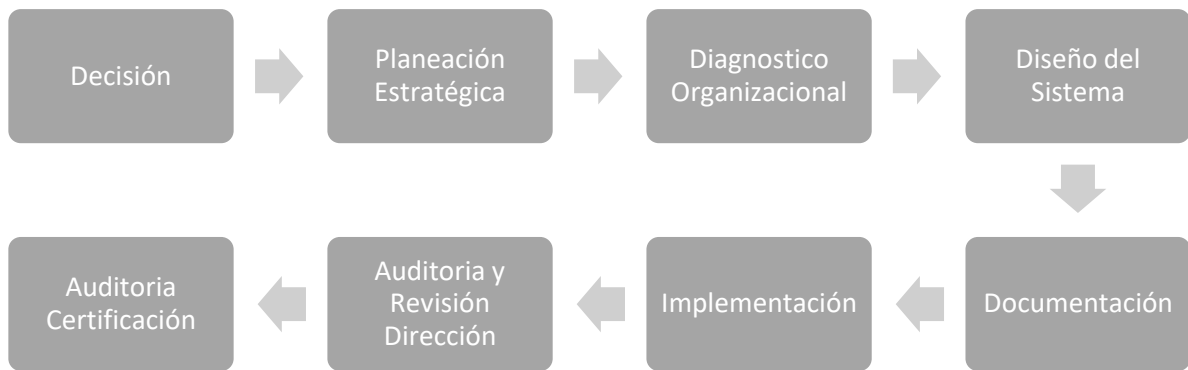 Decisión
Planeación
Estratégica
Diagnostico
Organizacional
Diseño del
Sistema
Documentación
Implementación
Auditoria y
Revisión
Dirección
Auditoria
Certificación